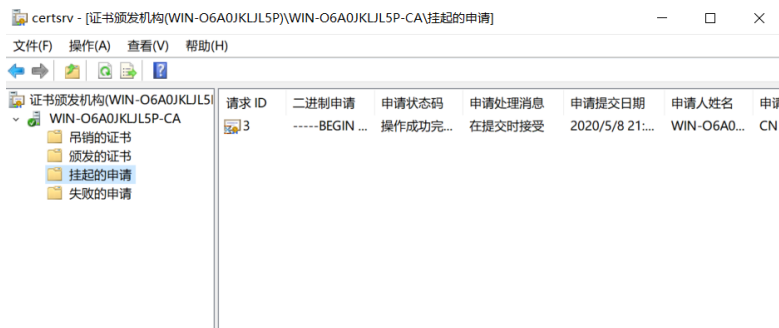 certsrv - [证书颁发机构(WIN-O6A0JKLJL5P)\WIN-O6A0JKLJL5P-CA\挂起的申请]
文件(F) 操作(A) 查看(V) 帮助(H)
证书颁发机构(WIN-O6A0JKLJL5
WIN-O6A0JKLJL5P-CA
吊销的证书
颁发的证书
挂起的申请
失败的申请
请求 ID 二进制申请 申请状态码 申请处理消息 申请提交日期 申请人姓名 申请
3 -----BEGIN ... 操作成功完... 在提交时接受 2020/5/8 21:... WIN-O6A0... CN